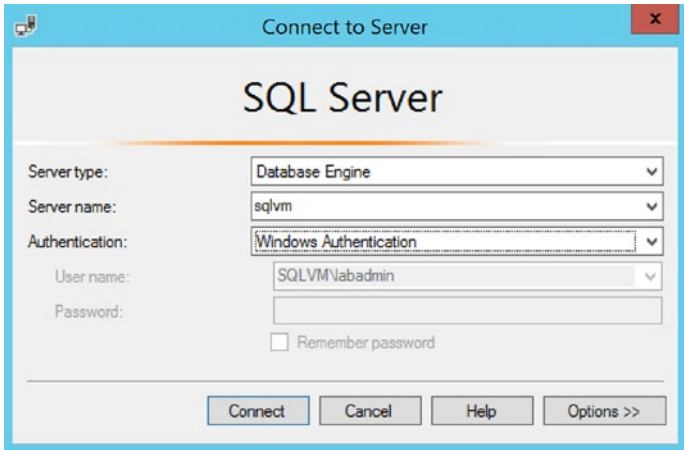 Connect to Server
x
SQL Server
Server type: Database Engine
Server name: sqlvm
Authentication: Windows Authentication
User name: SQLVM\abadmin
Password:
Remember password
Connect Cancel Help Options >>